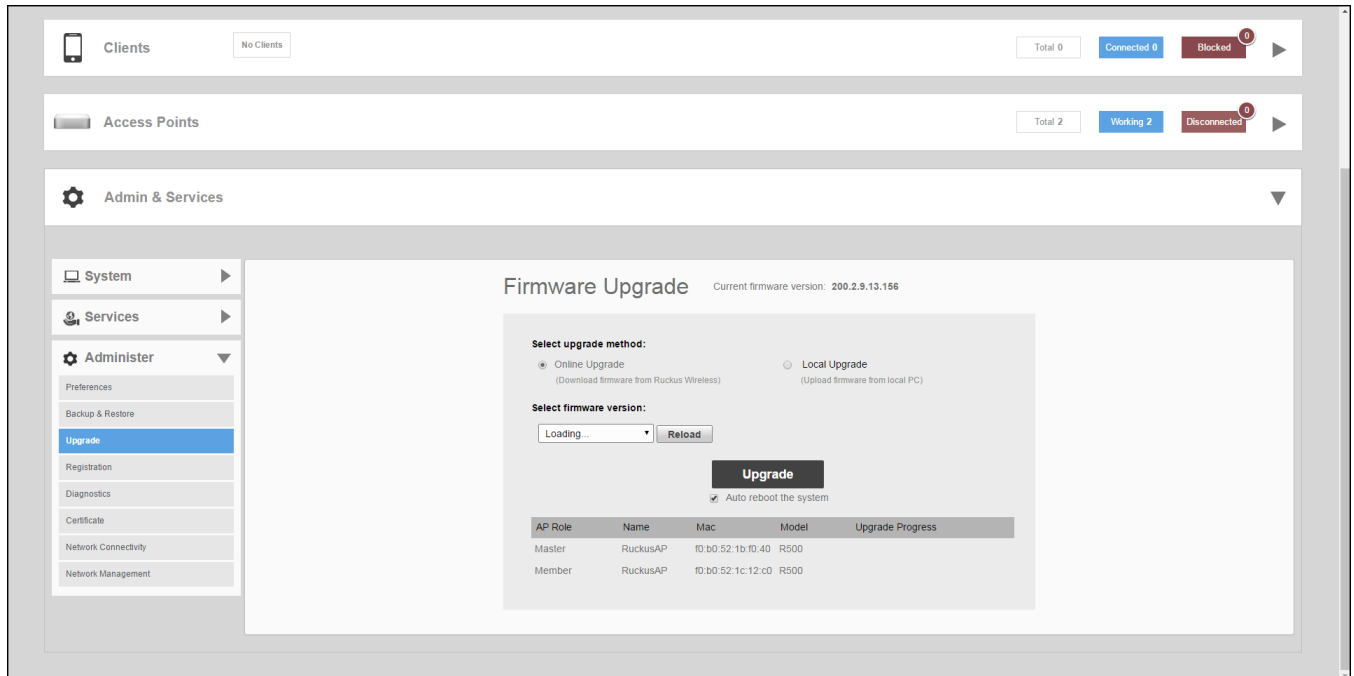 Clients
No Clients
Total 0
Connected 0
Blocked
0
Access Points
Total 2
Working 2
Disconnected
0
Admin & Services
System
Services
Administer
Preferences
Backup & Restore
Upgrade
Registration
Diagnostics
Certificate
Network Connectivity
Network Management
Firmware Upgrade Current firmware version: 200.2.9.13.156
Select upgrade method:
Online Upgrade
(Download firmware from Ruckus Wireless)
Local Upgrade
(Upload firmware from local PC)
Select firmware version:
Loading... Reload
Upgrade
Auto reboot the system
AP Role Name Mac Model Upgrade Progress
Master RuckusAP f0:b0:52:1b:f0:40 R500
Member RuckusAP f0:b0:52:1c:12:c0 R500